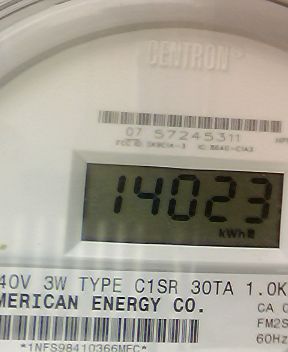 CENTRON
07 57245311
14023
kWh
40V 3W TYPE C1SR 30TA 1.0K
MERICAN ENERGY CO.
CA
FM2S
60Hz
*1NFS98410366MFC*